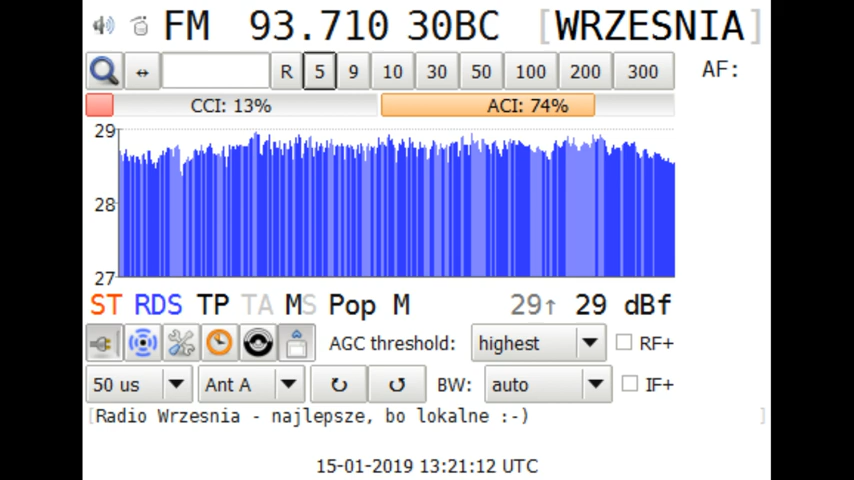 FM 93.710 30BC [WRZESNIA]
↔ R 5 9 10 30 50 100 200 300 AF:
CCI: 13% ACI: 74%
29
28
27
ST RDS TP TA MS Pop M 29↑ 29 dBf
AGC threshold: highest RF+
50 us Ant A ↻ ↺ BW: auto IF+
[Radio Wrzesnia - najlepsze, bo lokalne :-) ]
15-01-2019 13:21:12 UTC